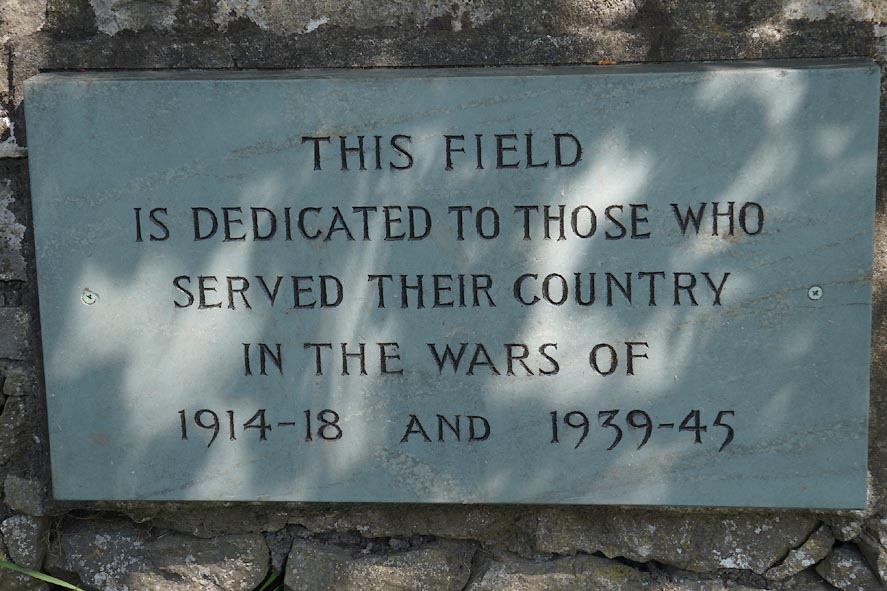 THIS FIELD
IS DEDICATED TO THOSE WHO
SERVED THEIR COUNTRY
IN THE WARS OF
1914-18 AND 1939-45